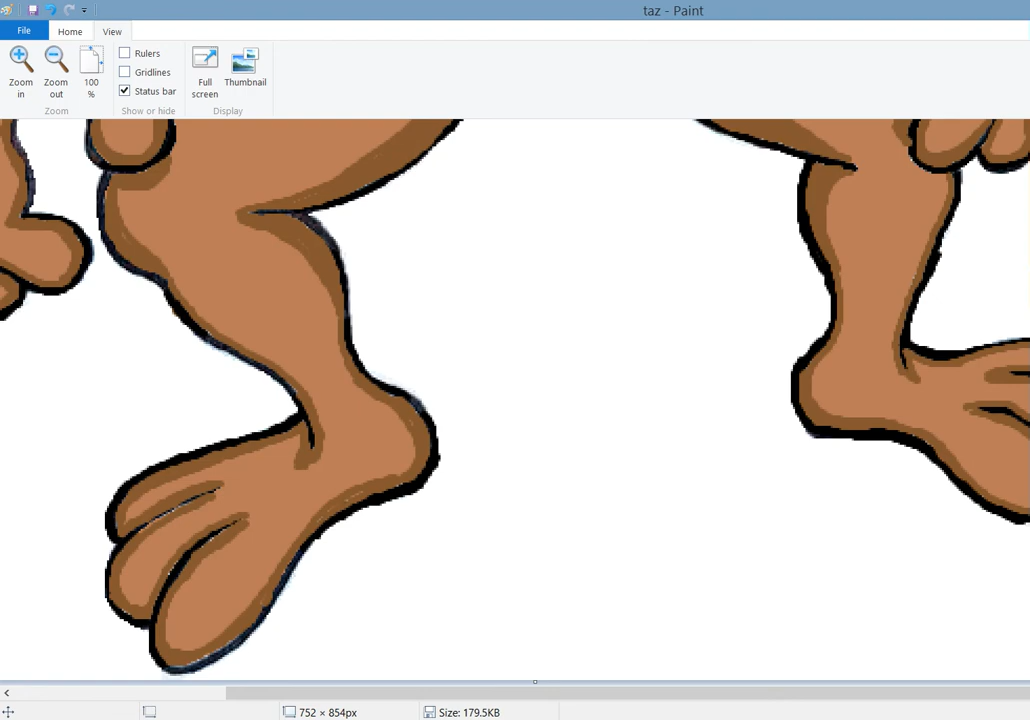 taz - Paint
File Home View
Zoom in
Zoom out
100 %
Rulers
Gridlines
Status bar
Full screen
Thumbnail
Zoom Show or hide Display
752 × 854px Size: 179.5KB